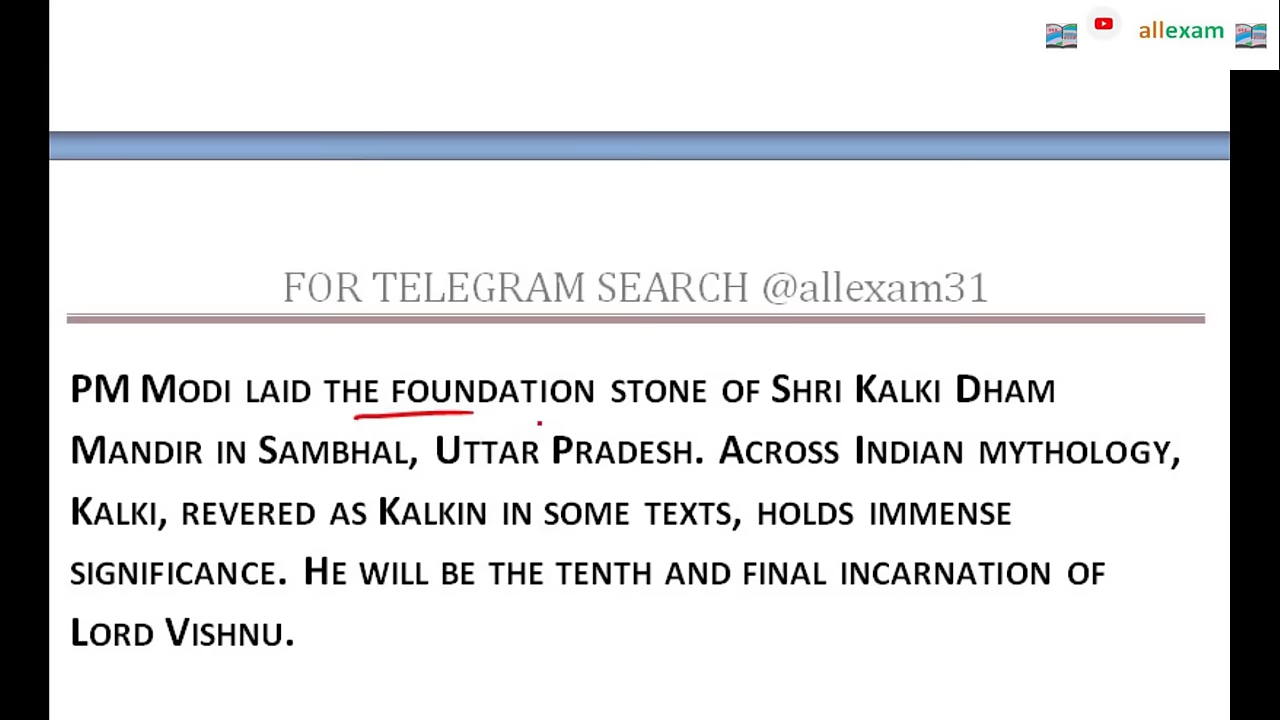 allexam
FOR TELEGRAM SEARCH @allexam31
PM MODI LAID THE FOUNDATION STONE OF SHRI KALKI DHAM
MANDIR IN SAMBHAL, UTTAR PRADESH. ACROSS INDIAN MYTHOLOGY,
KALKI, REVERED AS KALKIN IN SOME TEXTS, HOLDS IMMENSE
SIGNIFICANCE. HE WILL BE THE TENTH AND FINAL INCARNATION OF
LORD VISHNU.